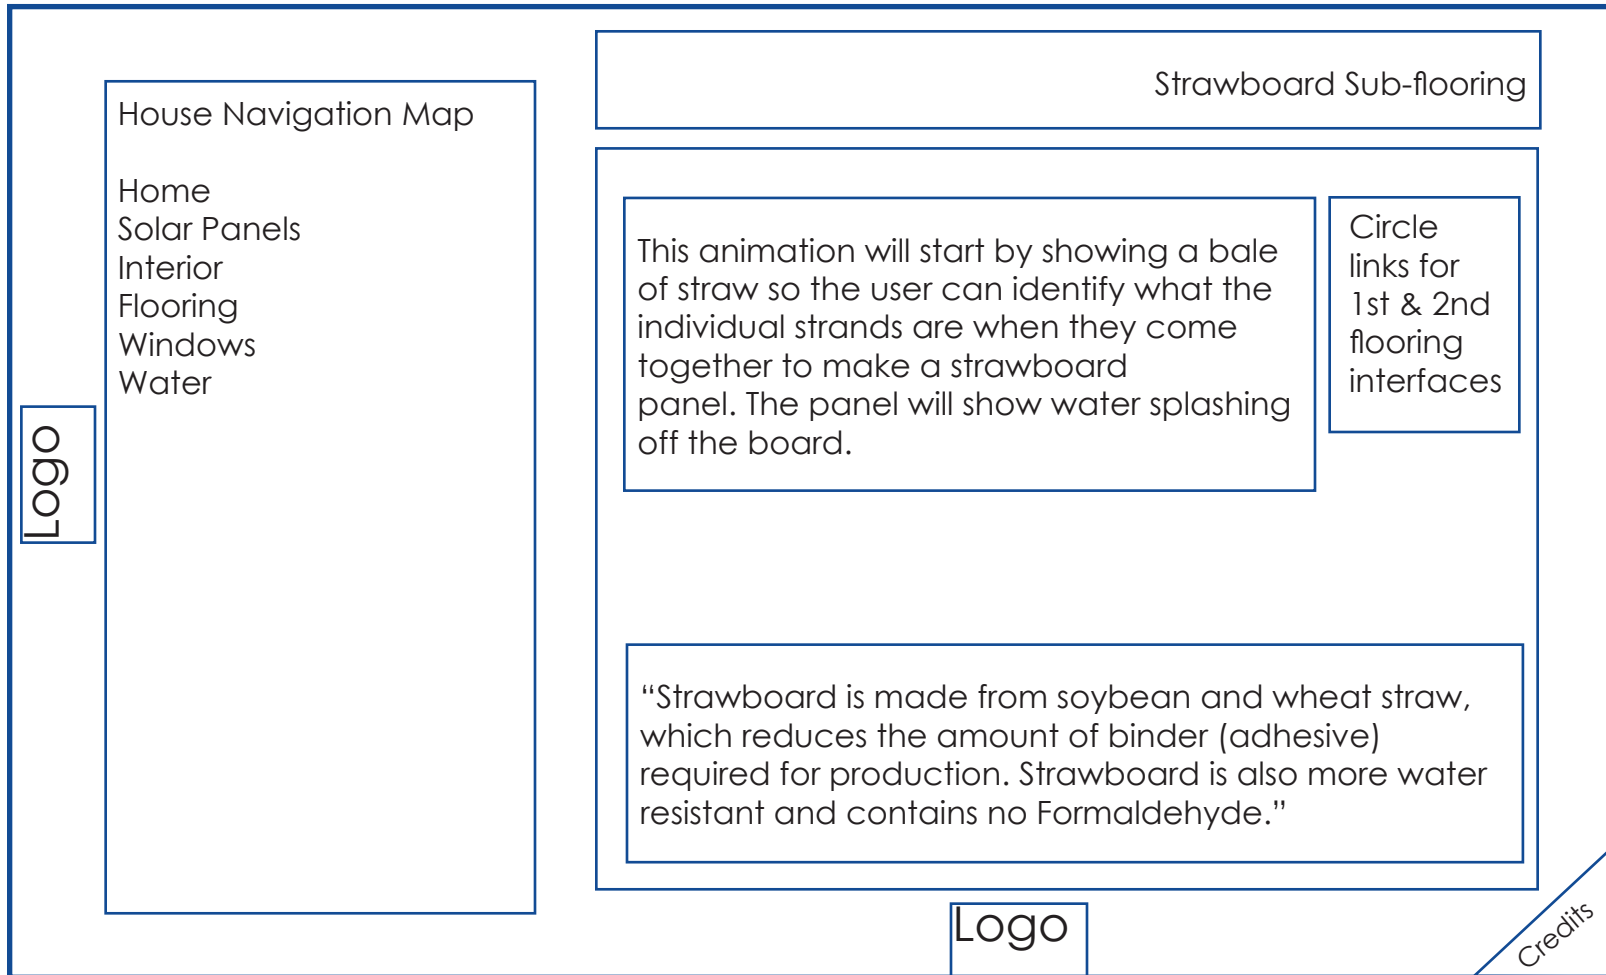 Strawboard Sub-flooring
House Navigation Map
Home
Solar Panels
Interior
Flooring
Windows
Water
Logo
This animation will start by showing a bale
of straw so the user can identify what the
individual strands are when they come
together to make a strawboard
panel. The panel will show water splashing
off the board.
Circle
links for
1st & 2nd
flooring
interfaces
“Strawboard is made from soybean and wheat straw,
which reduces the amount of binder (adhesive)
required for production. Strawboard is also more water
resistant and contains no Formaldehyde.”
Logo
Credits